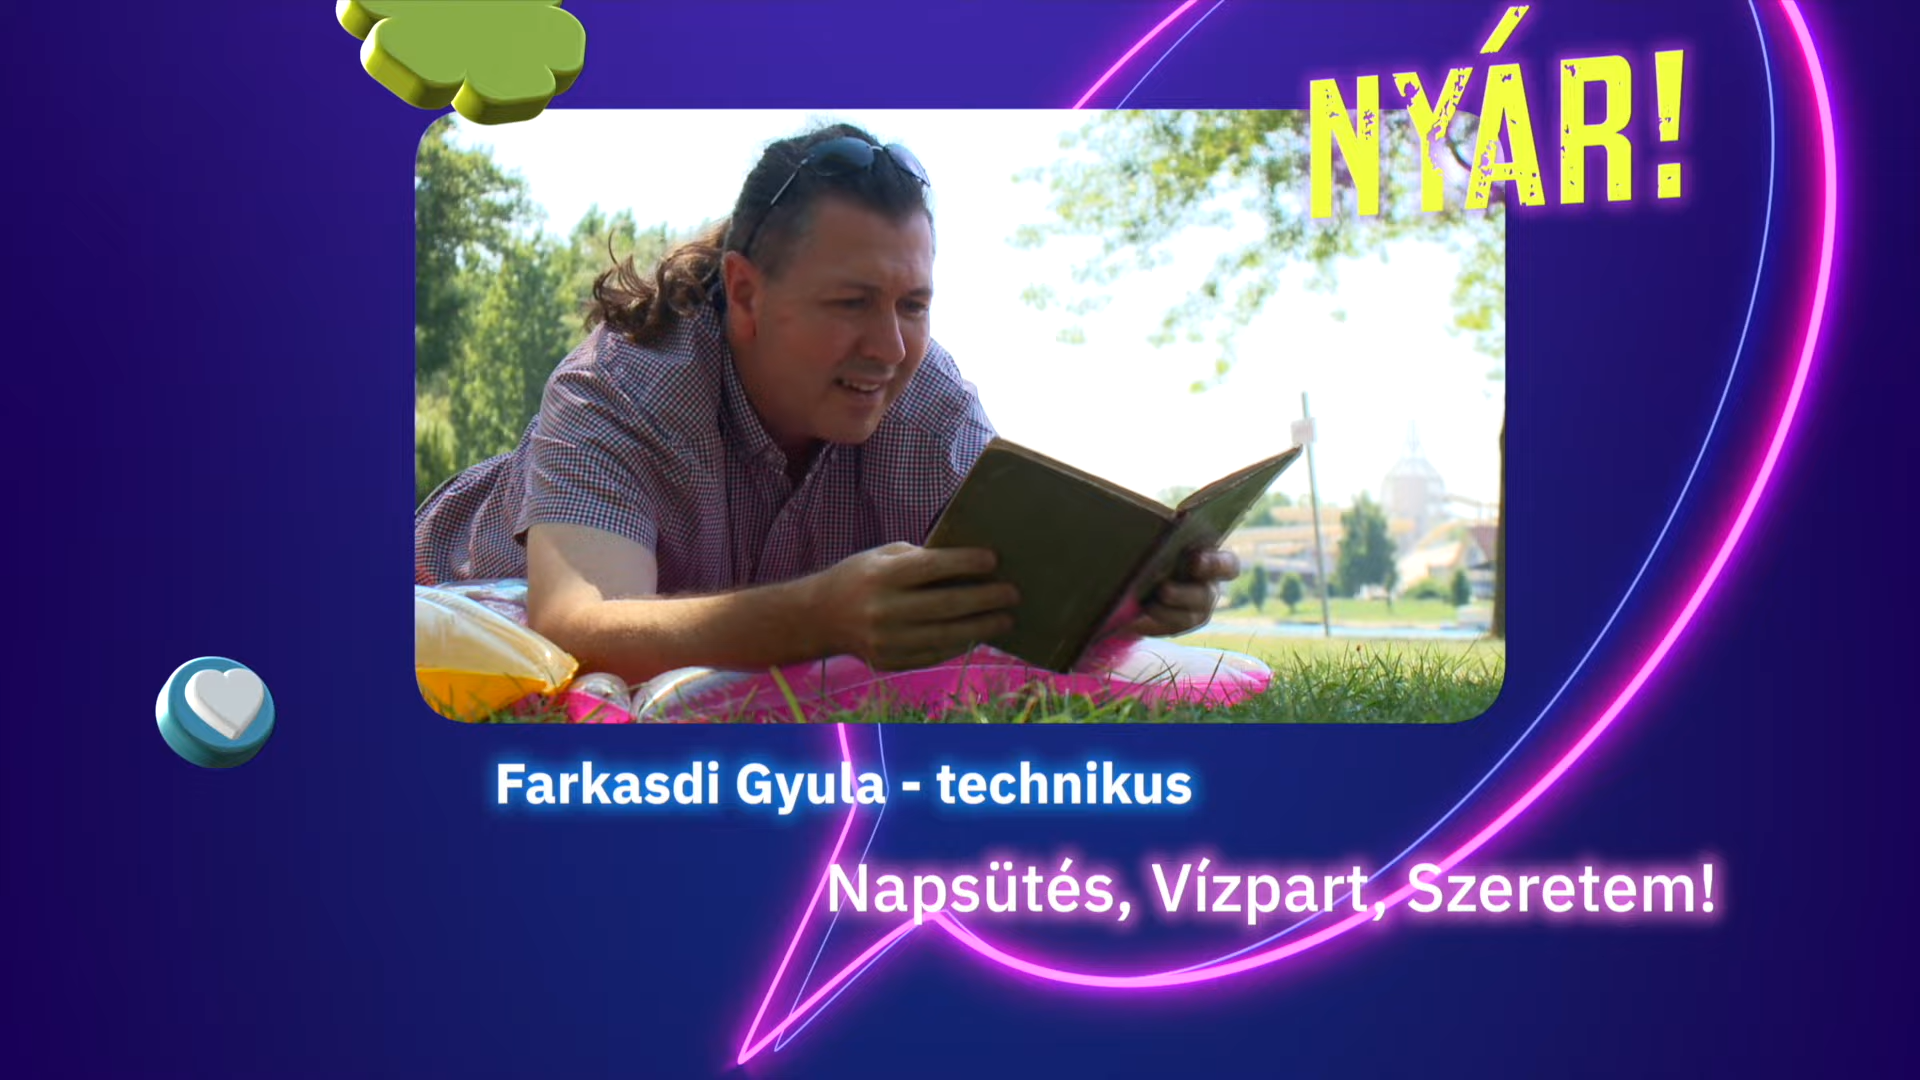 NYÁR!
Farkasdi Gyula - technikus
Napsütés, Vízpart, Szeretem!